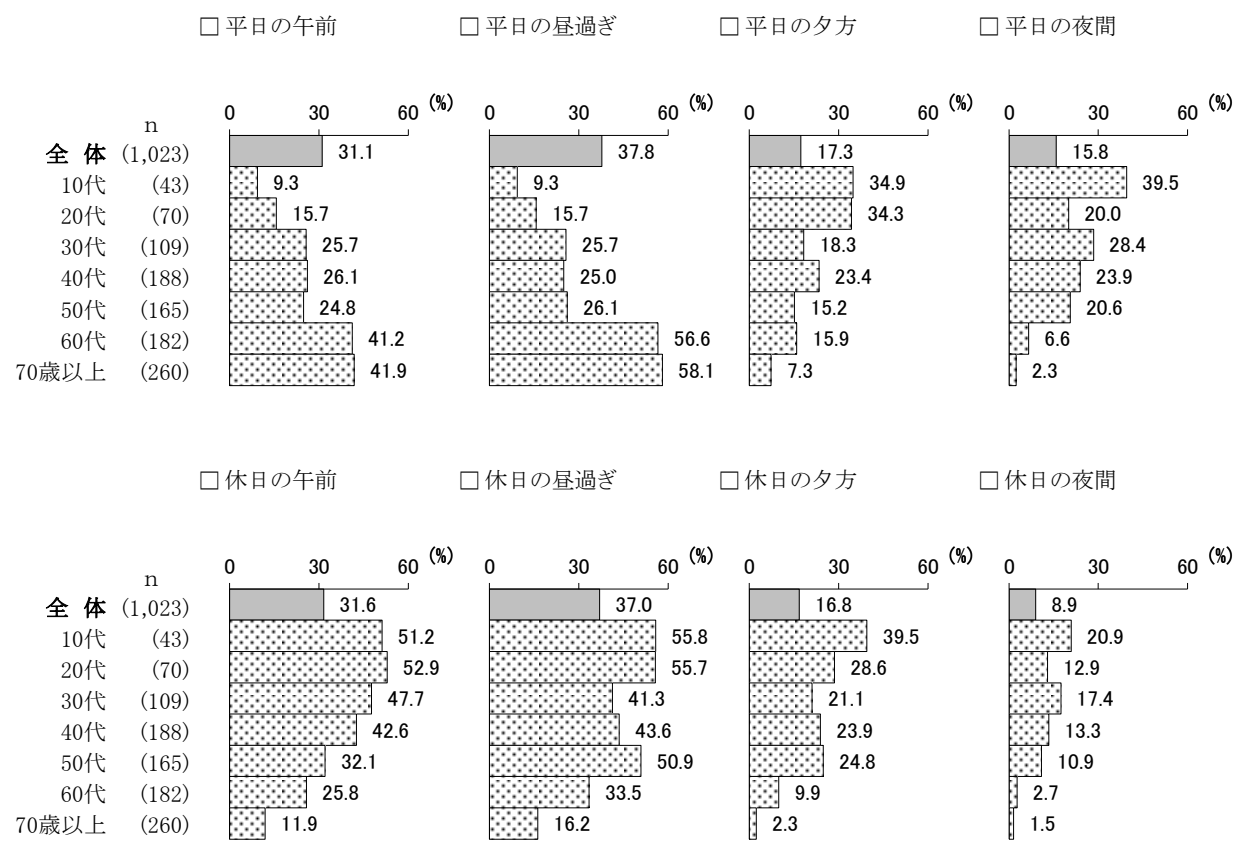 □ 平日の午前 □ 平日の昼過ぎ □ 平日の夕方 □ 平日の夜間
0 30 60 (%) 0 30 60 (%) 0 30 60 (%) 0 30 60 (%)
n
全 体 (1,023) 31.1 37.8 17.3 15.8
10代 (43) 9.3 9.3 34.9 39.5
20代 (70) 15.7 15.7 34.3 20.0
30代 (109) 25.7 25.7 18.3 28.4
40代 (188) 26.1 25.0 23.4 23.9
50代 (165) 24.8 26.1 15.2 20.6
60代 (182) 41.2 56.6 15.9 6.6
70歳以上 (260) 41.9 58.1 7.3 2.3
□ 休日の午前 □ 休日の昼過ぎ □ 休日の夕方 □ 休日の夜間
0 30 60 (%) 0 30 60 (%) 0 30 60 (%) 0 30 60 (%)
n
全 体 (1,023) 31.6 37.0 16.8 8.9
10代 (43) 51.2 55.8 39.5 20.9
20代 (70) 52.9 55.7 28.6 12.9
30代 (109) 47.7 41.3 21.1 17.4
40代 (188) 42.6 43.6 23.9 13.3
50代 (165) 32.1 50.9 24.8 10.9
60代 (182) 25.8 33.5 9.9 2.7
70歳以上 (260) 11.9 16.2 2.3 1.5